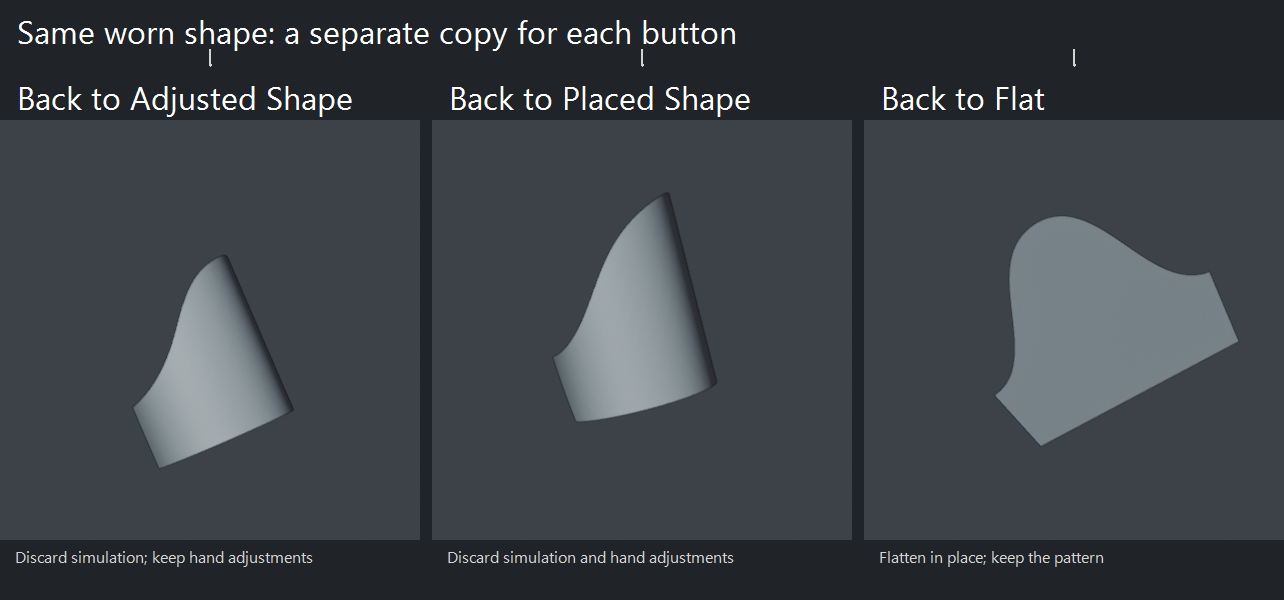 Same worn shape: a separate copy for each button
Back to Adjusted Shape
Back to Placed Shape
Back to Flat
Discard simulation; keep hand adjustments
Discard simulation and hand adjustments
Flatten in place; keep the pattern